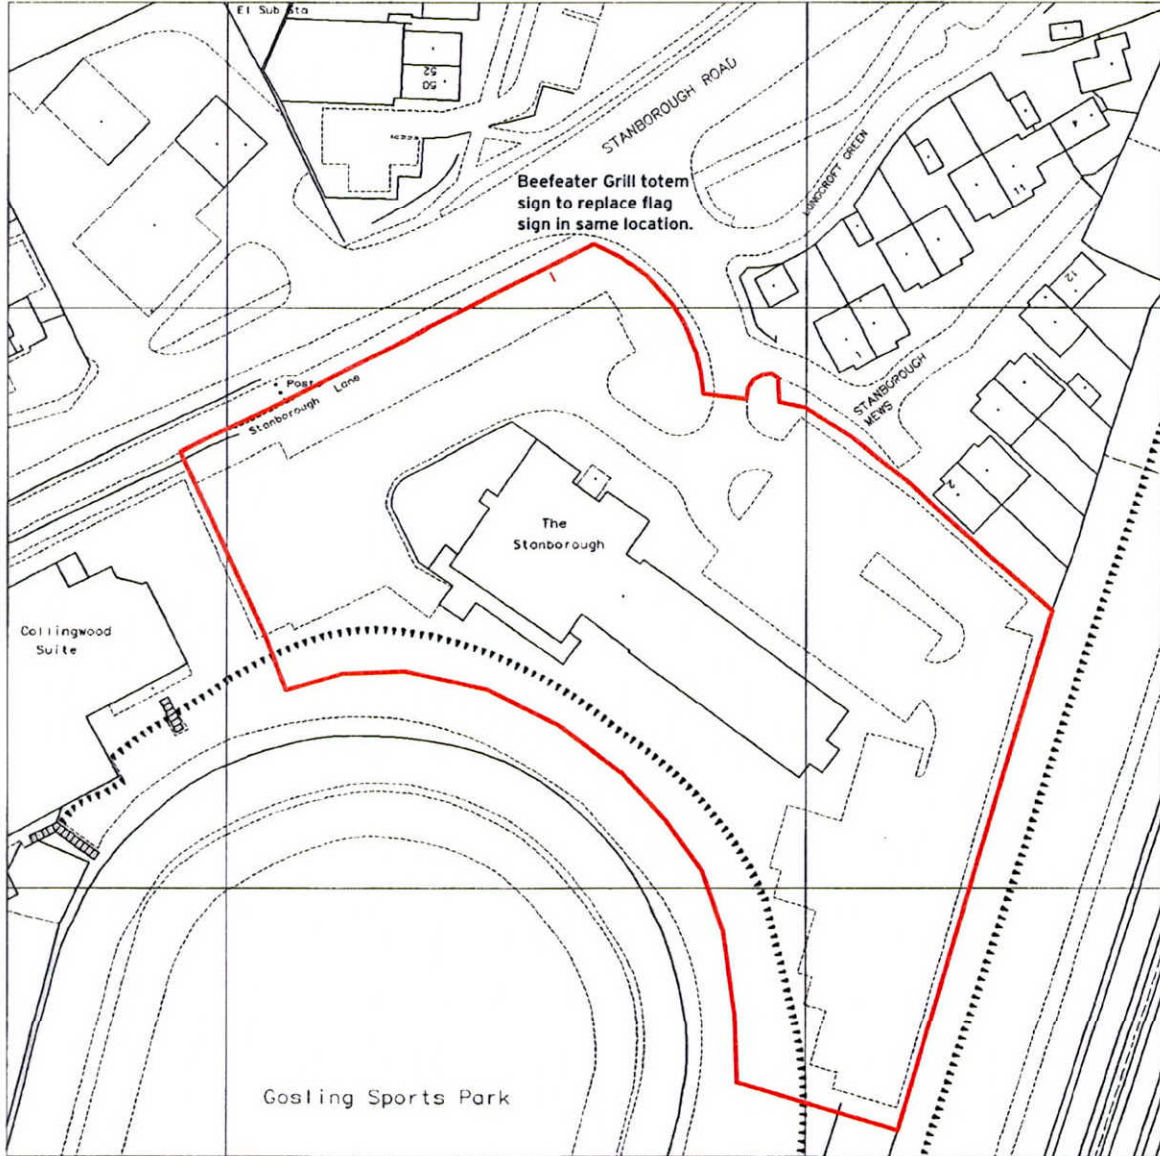 El Sub Sta
52
50
STANBOROUGH ROAD
Beefeater Grill totem
sign to replace flag
sign in same location.
LONGCROFT GREEN
4
11
12
1
Post
Stanborough Lane
STANBOROUGH
MEWS
2
The
Stanborough
Collingwood
Suite
Gosling Sports Park